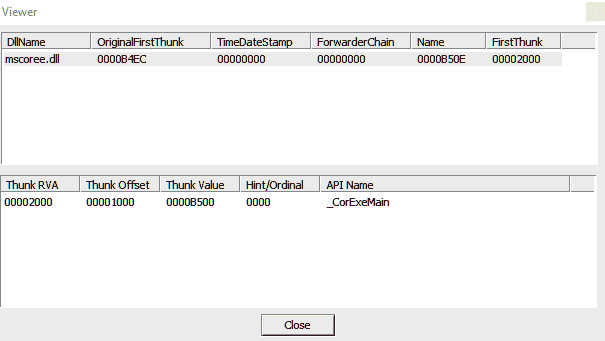 Viewer
DllName OriginalFirstThunk TimeDateStamp ForwarderChain Name FirstThunk
mscoree.dll 0000B4EC 00000000 00000000 0000B50E 00002000
Thunk RVA Thunk Offset Thunk Value Hint/Ordinal API Name
00002000 00001000 0000B500 0000 _CorExeMain
Close